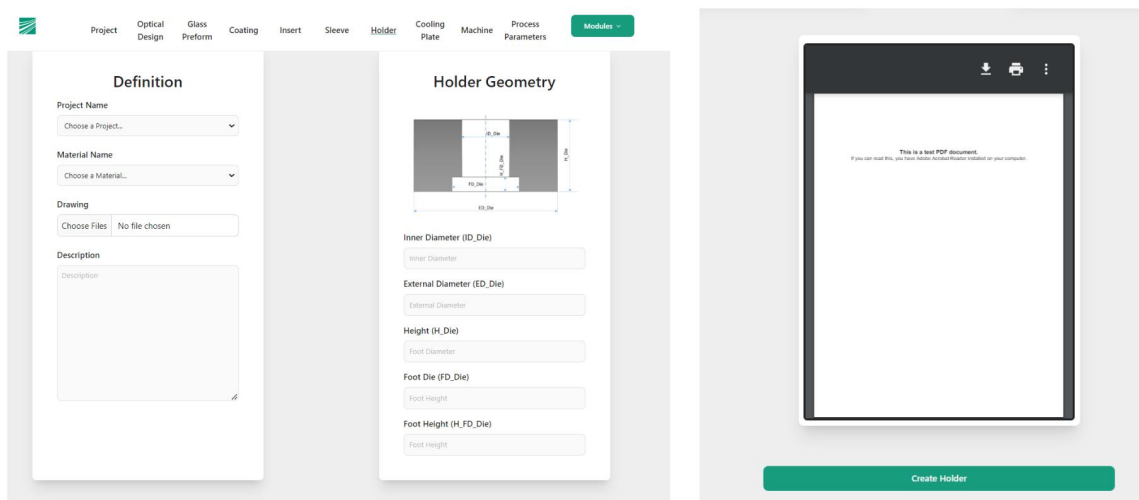 Project
Optical Design
Glass Preform
Coating
Insert
Sleeve
Holder
Cooling Plate
Machine
Process Parameters
Modules
Definition
Project Name
Choose a Project...
Material Name
Choose a Material...
Drawing
Choose Files No file chosen
Description
Description
Holder Geometry
ID_Die
H_Die
H_FD_Die
FD_Die
ED_Die
Inner Diameter (ID_Die)
Inner Diameter
External Diameter (ED_Die)
External Diameter
Height (H_Die)
Foot Diameter
Foot Die (FD_Die)
Foot Height
Foot Height (H_FD_Die)
Foot Height
This is a test PDF document.
If you can read this, you have Adobe Acrobat Reader installed on your computer.
Create Holder